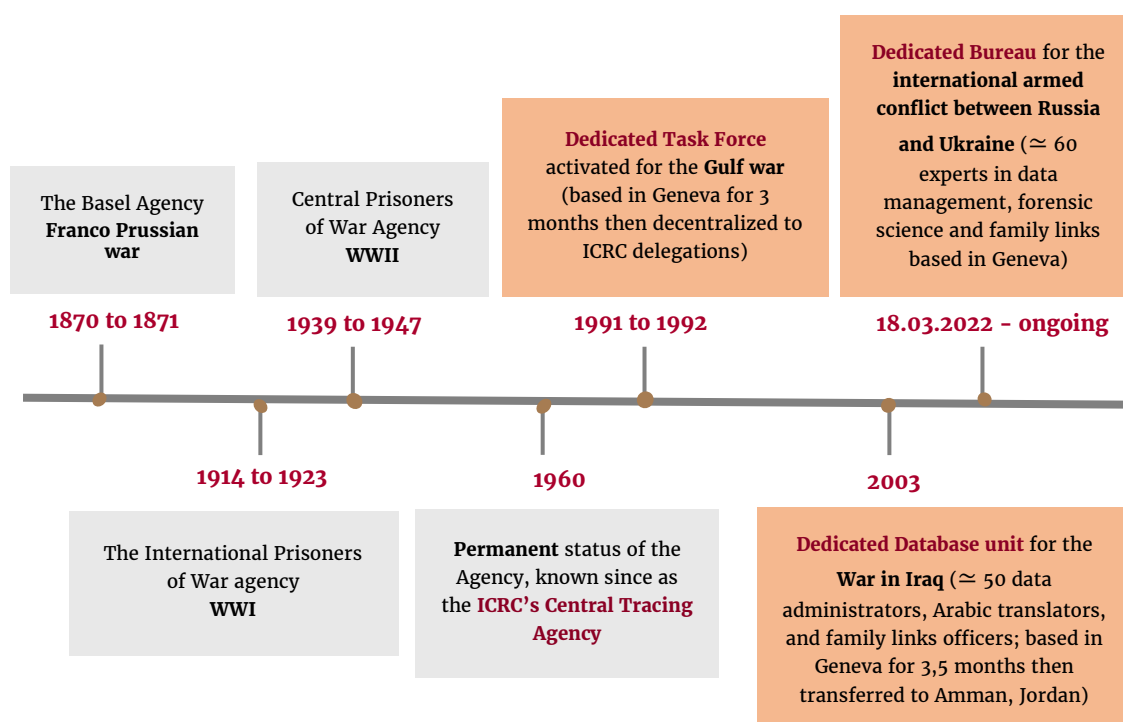 The Basel Agency
Franco Prussian
war
1870 to 1871
1914 to 1923
The International Prisoners
of War agency
WWI
Central Prisoners
of War Agency
WWII
1939 to 1947
1960
Permanent status of the
Agency, known since as
the ICRC’s Central Tracing
Agency
Dedicated Task Force
activated for the Gulf war
(based in Geneva for 3
months then decentralized to
ICRC delegations)
1991 to 1992
2003
Dedicated Database unit for the
War in Iraq (≃ 50 data
administrators, Arabic translators,
and family links officers; based in
Geneva for 3,5 months then
transferred to Amman, Jordan)
Dedicated Bureau for the
international armed
conflict between Russia
and Ukraine (≃ 60
experts in data
management, forensic
science and family links
based in Geneva)
18.03.2022 - ongoing